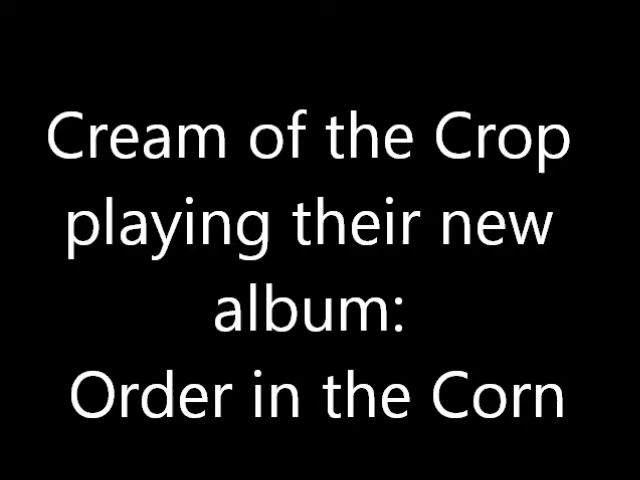 Cream of the Crop
playing their new
album:
Order in the Corn